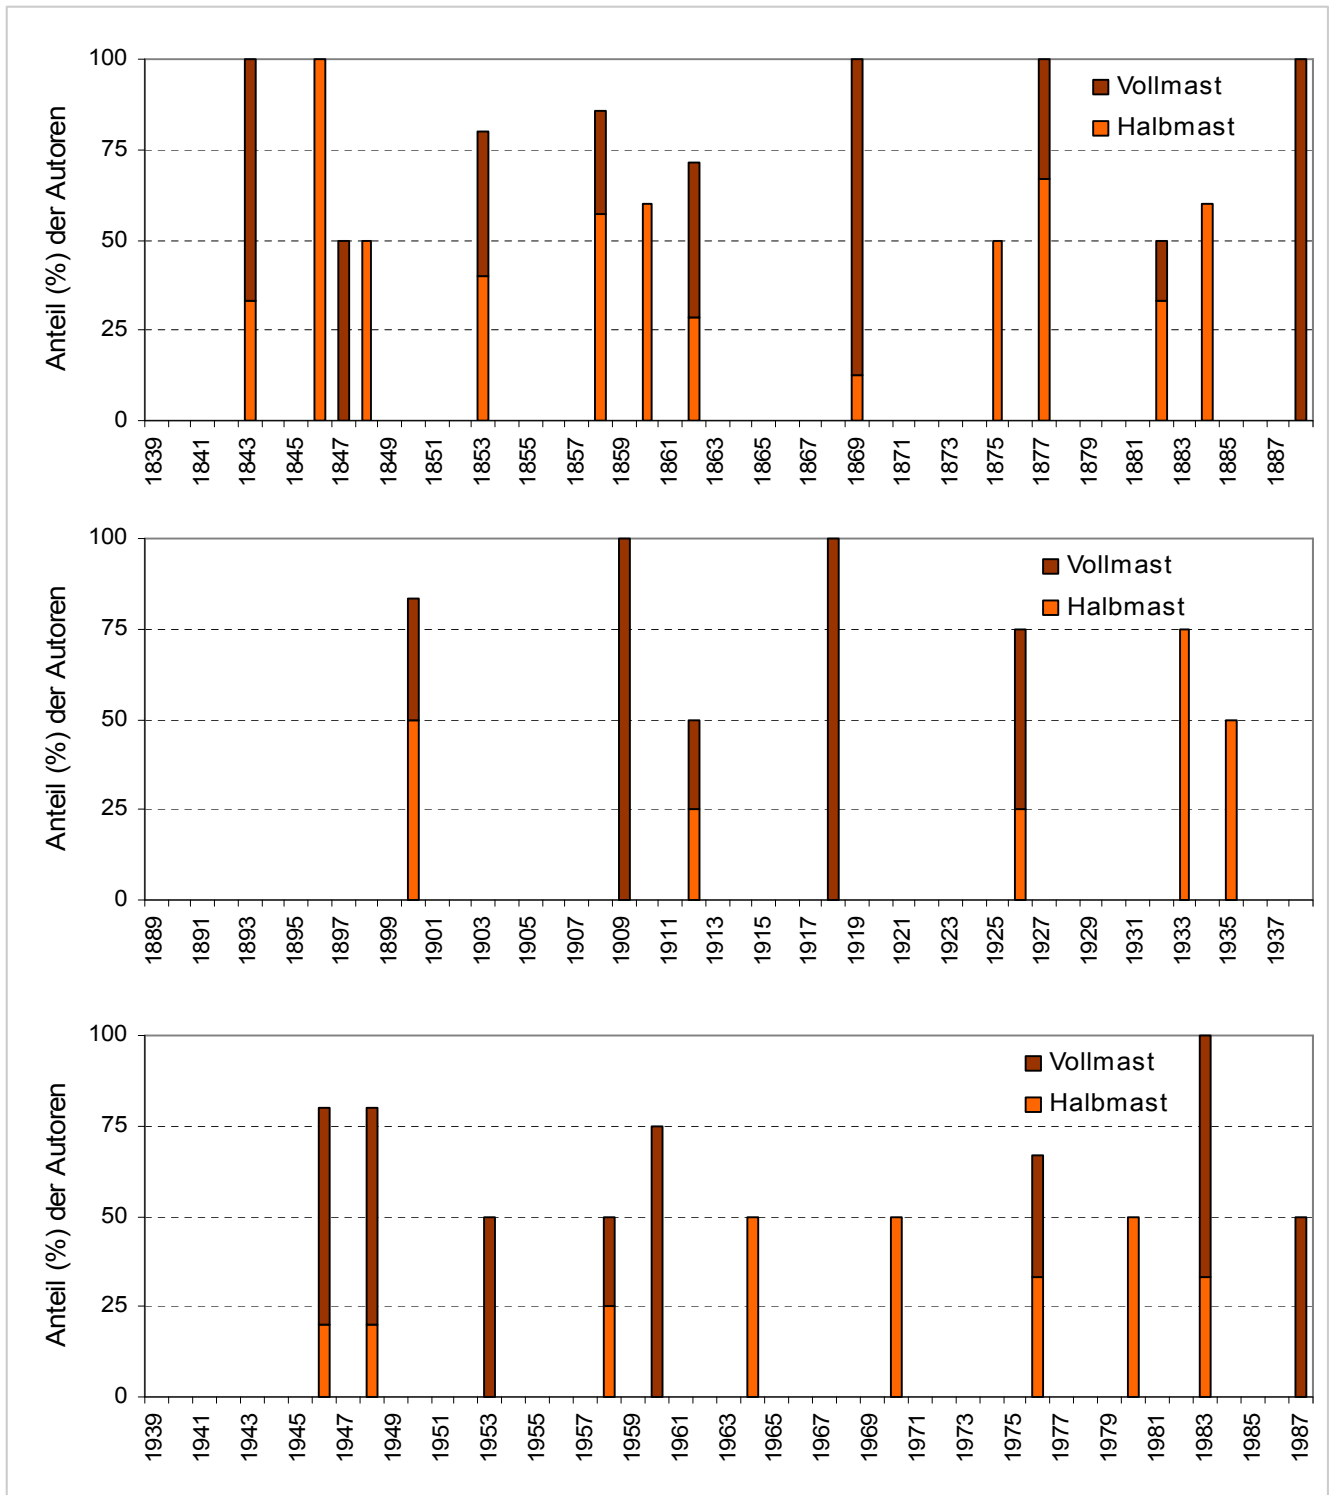 Anteil (%) der Autoren
100
75
50
25
0
Vollmast
Halbmast
1839 1841 1843 1845 1847 1849 1851 1853 1855 1857 1859 1861 1863 1865 1867 1869 1871 1873 1875 1877 1879 1881 1883 1885 1887
Anteil (%) der Autoren
100
75
50
25
0
Vollmast
Halbmast
1889 1891 1893 1895 1897 1899 1901 1903 1905 1907 1909 1911 1913 1915 1917 1919 1921 1923 1925 1927 1929 1931 1933 1935 1937
Anteil (%) der Autoren
100
75
50
25
0
Vollmast
Halbmast
1939 1941 1943 1945 1947 1949 1951 1953 1955 1957 1959 1961 1963 1965 1967 1969 1971 1973 1975 1977 1979 1981 1983 1985 1987